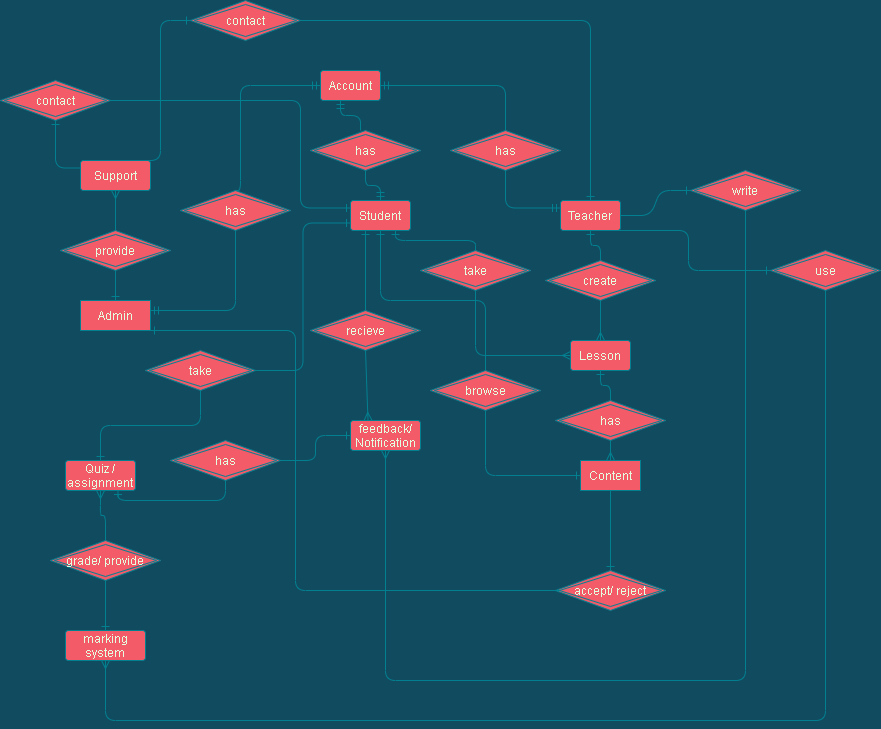 contact
Account
contact
has
has
Support
write
has
Student
Teacher
provide
take
use
create
Admin
recieve
Lesson
take
browse
has
feedback/
Notification
has
Quiz /
assignment
Content
grade/ provide
accept/ reject
marking
system